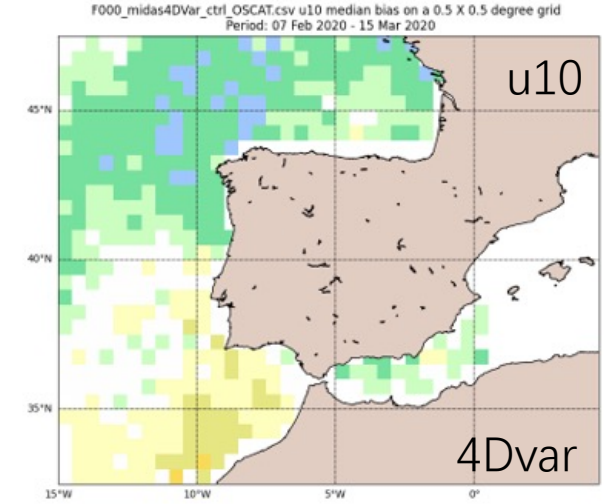 F000_midas4DVar_ctrl_OSCAT.csv u10 median bias on a 0.5 X 0.5 degree grid
Period: 07 Feb 2020 - 15 Mar 2020
u10
45°N
40°N
35°N
4Dvar
15°W 10°W 5°W 0°